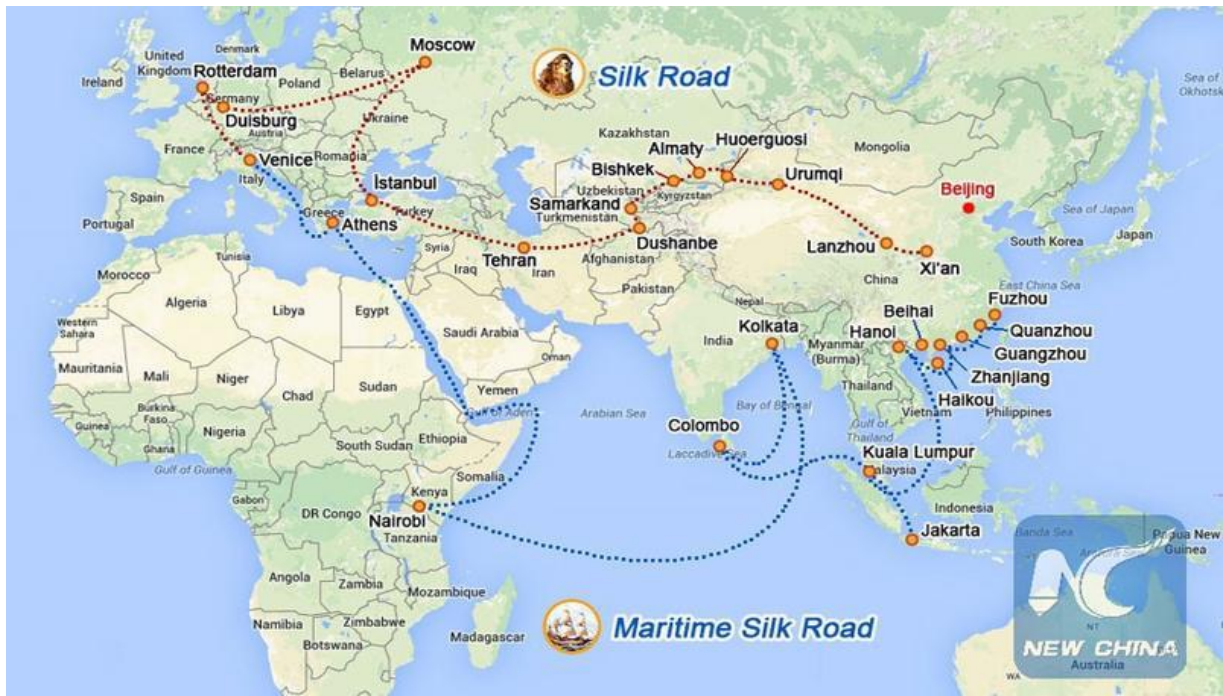 Moscow
Silk Road
United
Kingdom
Denmark
Ireland
Rotterdam
Poland
Belarus
Germany
Duisburg
Ukraine
Austria
France
Venice
Romania
Italy
Kazakhstan
Almaty
Huoerguosi
Mongolia
Sea of
Okhotsk
Bishkek
Urumqi
Beijing
İstanbul
Uzbekistan
Kyrgyzstan
Samarkand
Turkmenistan
Spain
Portugal
Greece
Athens
Turkey
Sea of Japan
Japan
South Korea
Dushanbe
Lanzhou
Xi'an
Tehran
Syria
Iraq
Iran
Afghanistan
Pakistan
China
Tunisia
Morocco
Algeria
Libya
Egypt
Western
Sahara
Saudi Arabia
Oman
Nepal
East China Sea
Fuzhou
Beihai
Kolkata
Hanoi
Quanzhou
India
Myanmar
(Burma)
Guangzhou
Zhanjiang
Haikou
Mauritania
Mali
Niger
Chad
Sudan
Yemen
Gulf of Aden
Arabian Sea
Bay of Bengal
Thailand
Vietnam
Philippines
Gulf of
Thailand
Burkina
Faso
Guinea
Ghana
Nigeria
South Sudan
Ethiopia
Somalia
Colombo
Laccadive Sea
Kuala Lumpur
Malaysia
Gulf of Guinea
Gabon
DR Congo
Kenya
Nairobi
Tanzania
Indonesia
Jakarta
Banda Sea
Papua New
Guinea
Angola
Zambia
Mozambique
Namibia
Zimbabwe
Botswana
Madagascar
Maritime Silk Road
NC
NT
NEW CHINA
Australia
WA